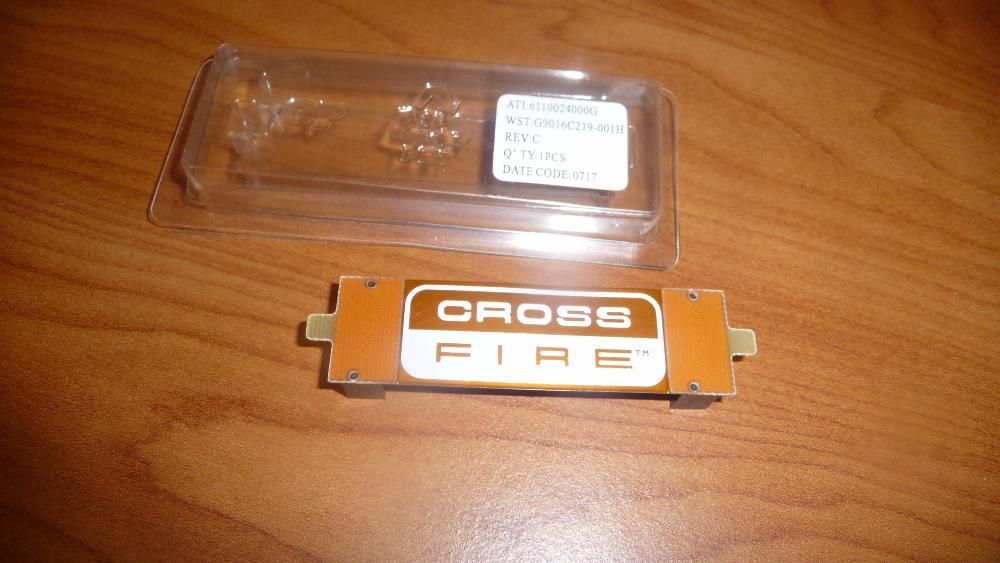 ATI:6110024000G
WST:G9016C219-001H
REV:C
Q'TY:1PCS
DATE CODE:0717
CROSS
FIRE™